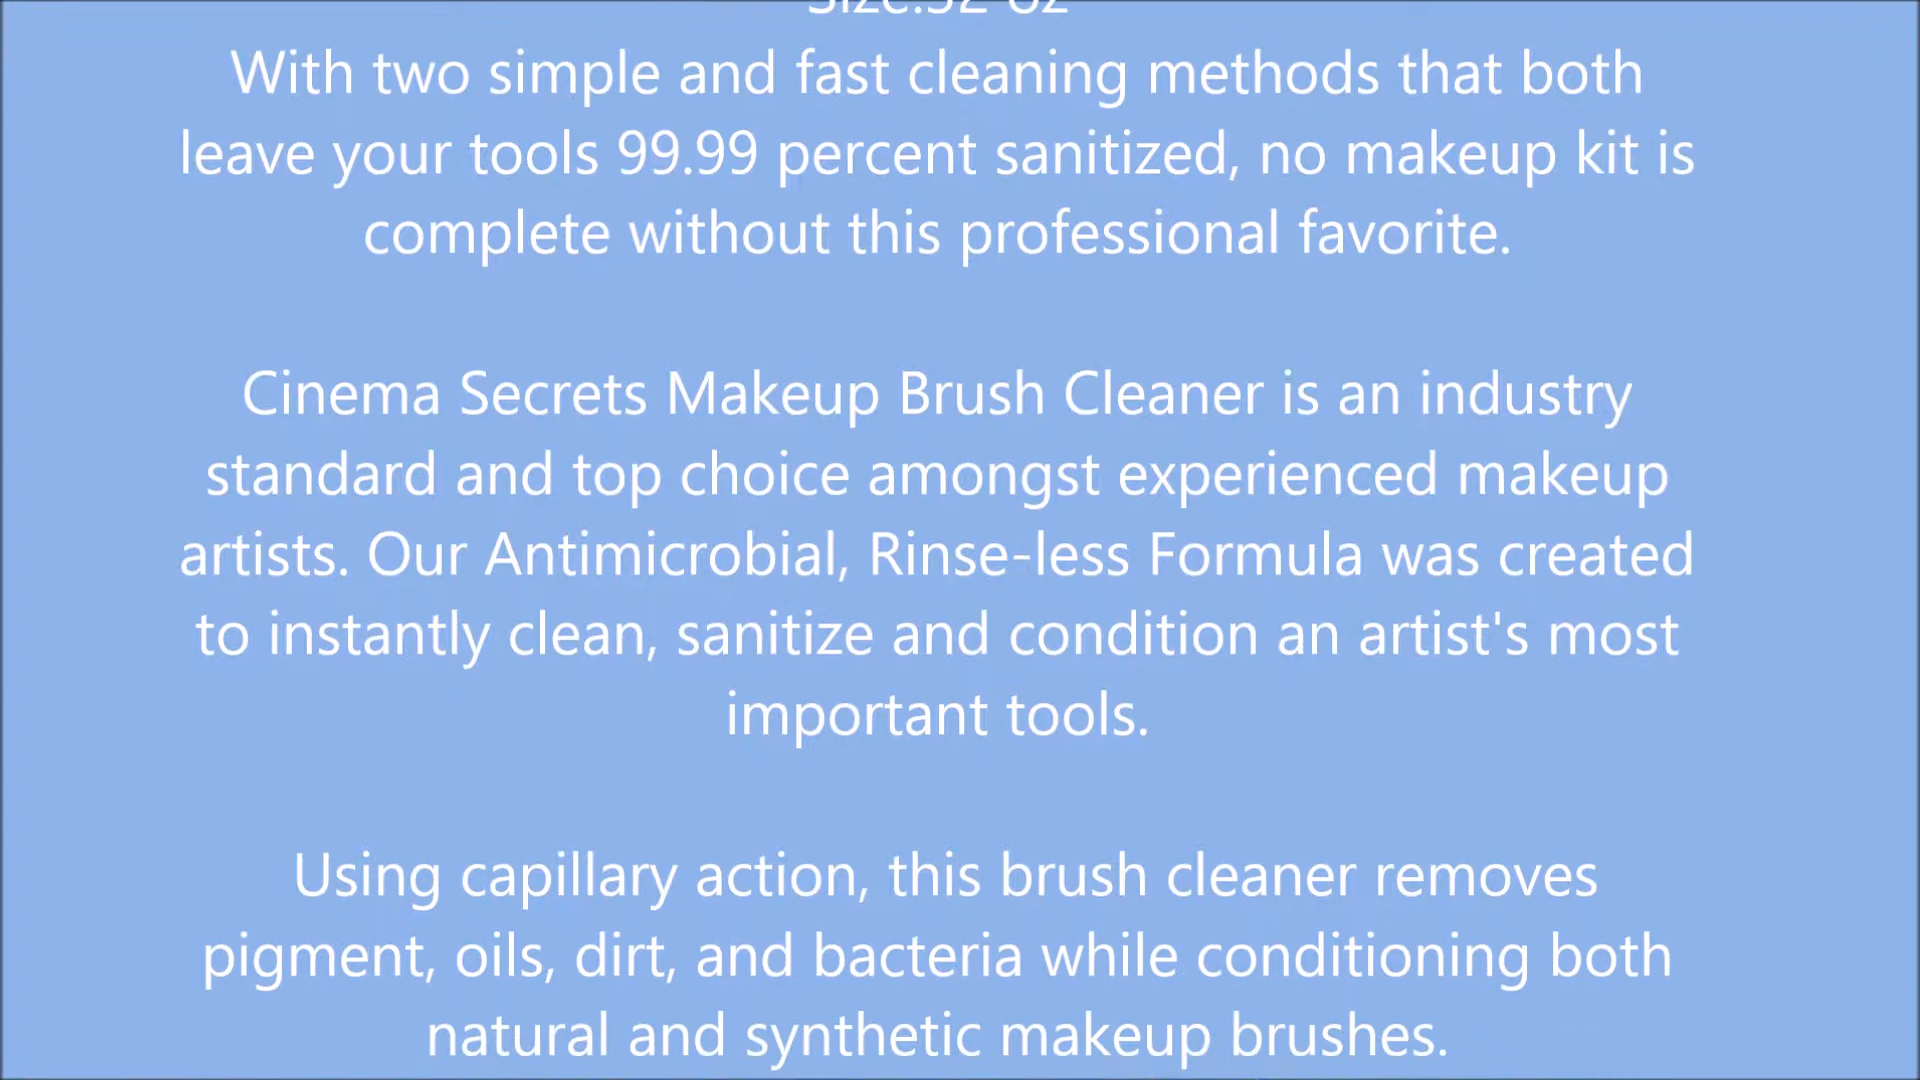 Size:32 oz
With two simple and fast cleaning methods that both
leave your tools 99.99 percent sanitized, no makeup kit is
complete without this professional favorite.
Cinema Secrets Makeup Brush Cleaner is an industry
standard and top choice amongst experienced makeup
artists. Our Antimicrobial, Rinse-less Formula was created
to instantly clean, sanitize and condition an artist's most
important tools.
Using capillary action, this brush cleaner removes
pigment, oils, dirt, and bacteria while conditioning both
natural and synthetic makeup brushes.